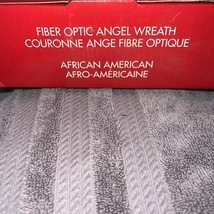 FIBER OPTIC ANGEL WREATH
COURONNE ANGE FIBRE OPTIQUE
AFRICAN AMERICAN
AFRO-AMÉRICAINE